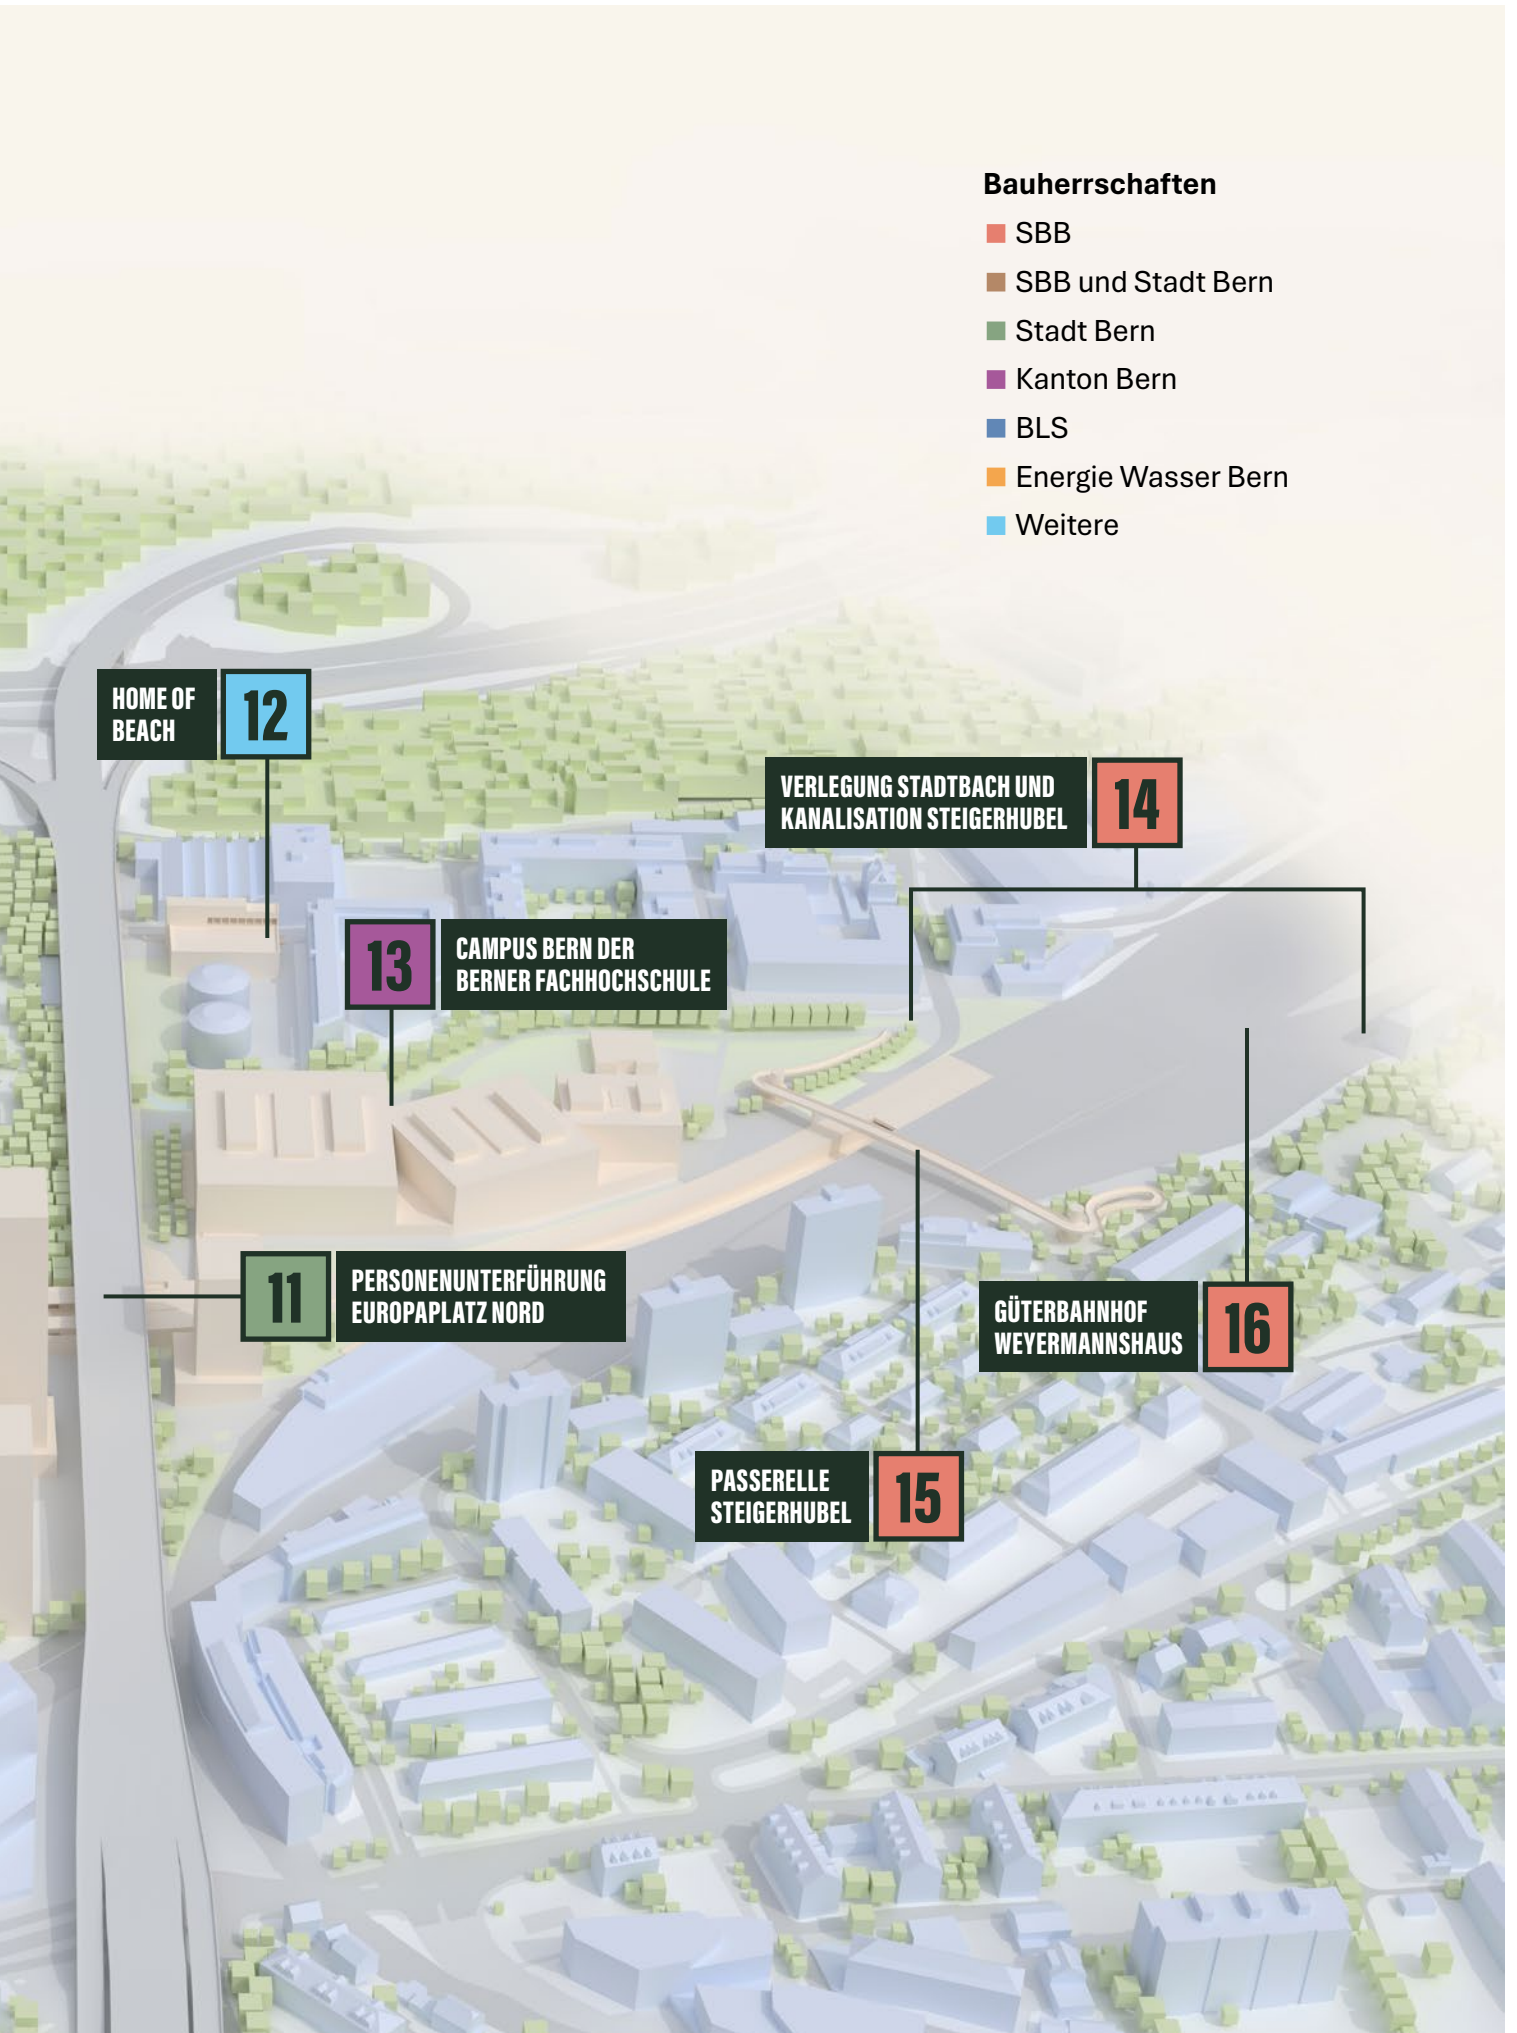 Bauherrschaften
SBB
SBB und Stadt Bern
Stadt Bern
Kanton Bern
BLS
Energie Wasser Bern
Weitere
HOME OF
BEACH
12
VERLEGUNG STADTBACH UND
KANALISATION STEIGERHUBEL
14
13
CAMPUS BERN DER
BERNER FACHHOCHSCHULE
11
PERSONENUNTERFÜHRUNG
EUROPAPLATZ NORD
GÜTERBAHNHOF
WEYERMANNSHAUS
16
PASSERELLE
STEIGERHUBEL
15